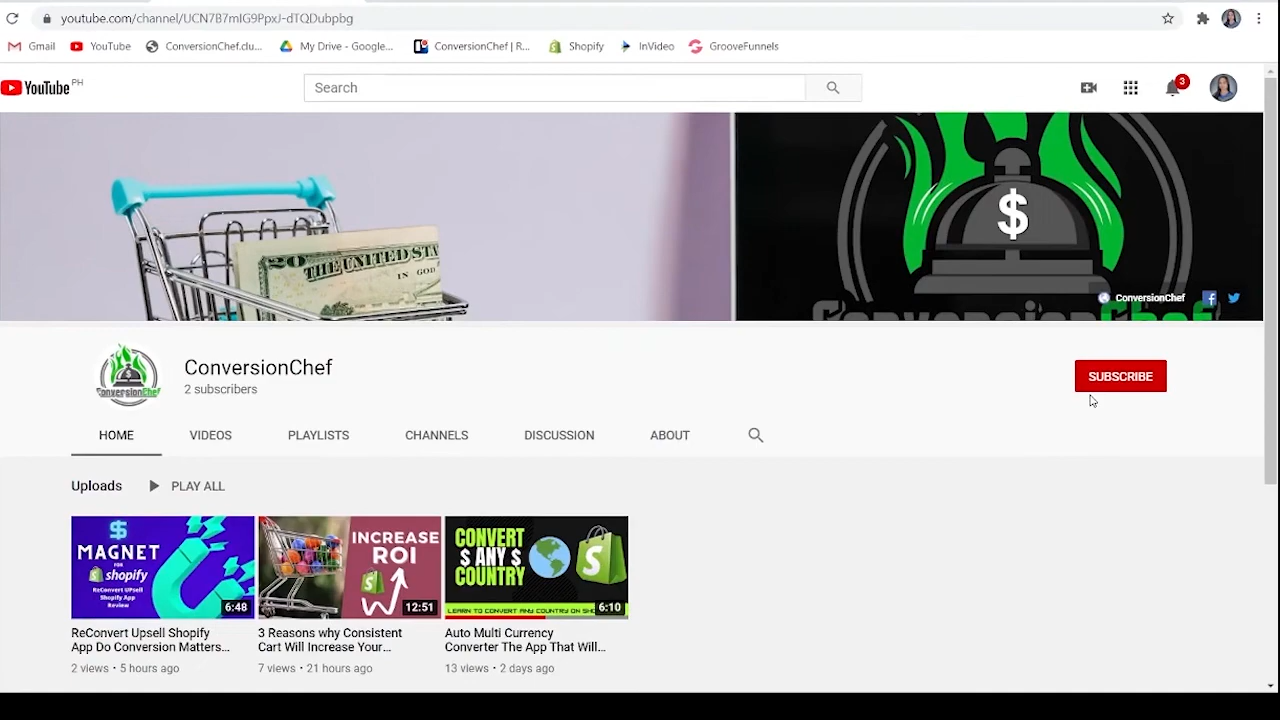 youtube.com/channel/UCN7B7mIG9PpxJ-dTQDubpbg
Gmail YouTube ConversionChef.clu... My Drive - Google... ConversionChef | R... Shopify InVideo GrooveFunnels
YouTube PH
Search
3
20 THE UNITED STA
IN GOD
$
ConversionChef
ConversionChef
ConversionChef
2 subscribers
SUBSCRIBE
HOME VIDEOS PLAYLISTS CHANNELS DISCUSSION ABOUT
Uploads PLAY ALL
$
MAGNET
FOR
shopify
ReConvert UPsell
Shopify App
Review
6:48
INCREASE
ROI
12:51
CONVERT
$ ANY $
COUNTRY
LEARN TO CONVERT ANY COUNTRY ON SHO
6:10
ReConvert Upsell Shopify
App Do Conversion Matters...
2 views • 5 hours ago
3 Reasons why Consistent
Cart Will Increase Your...
7 views • 21 hours ago
Auto Multi Currency
Converter The App That Will...
13 views • 2 days ago